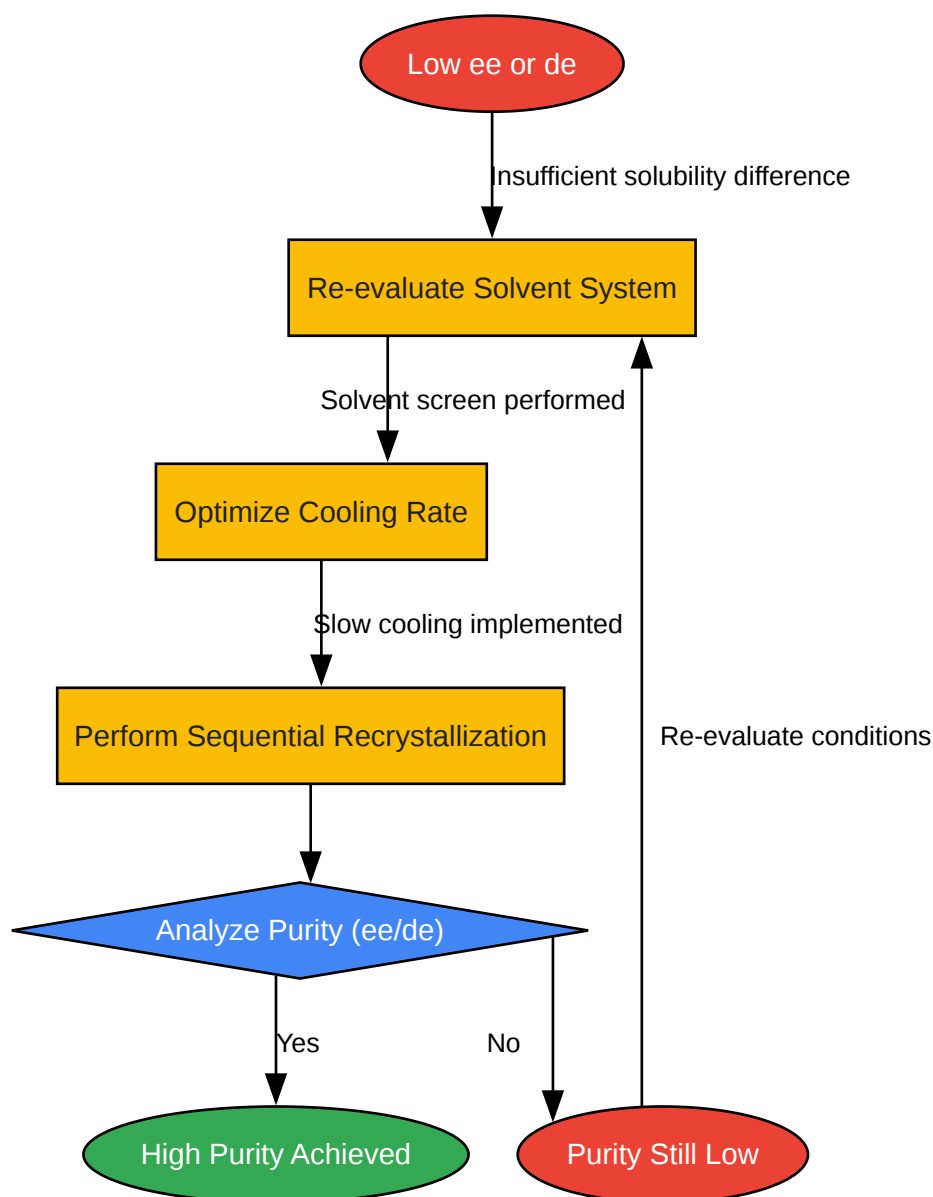 Low ee or de
Insufficient solubility difference
Re-evaluate Solvent System
Solvent screen performed
Optimize Cooling Rate
Slow cooling implemented
Perform Sequential Recrystallization
Re-evaluate conditions
Analyze Purity (ee/de)
Yes
No
High Purity Achieved
Purity Still Low